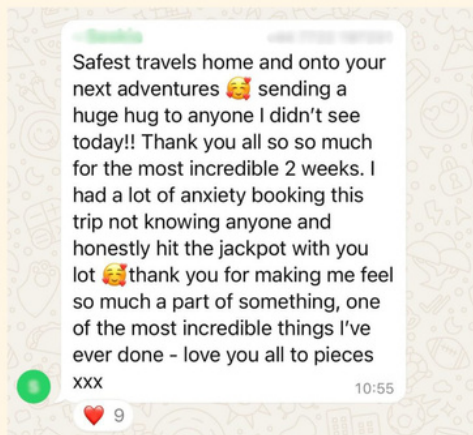 Safest travels home and onto your
next adventures 🥰 sending a
huge hug to anyone I didn’t see
today!! Thank you all so so much
for the most incredible 2 weeks. I
had a lot of anxiety booking this
trip not knowing anyone and
honestly hit the jackpot with you
lot 🥰thank you for making me feel
so much a part of something, one
of the most incredible things I’ve
ever done - love you all to pieces
xxx
10:55
❤️ 9